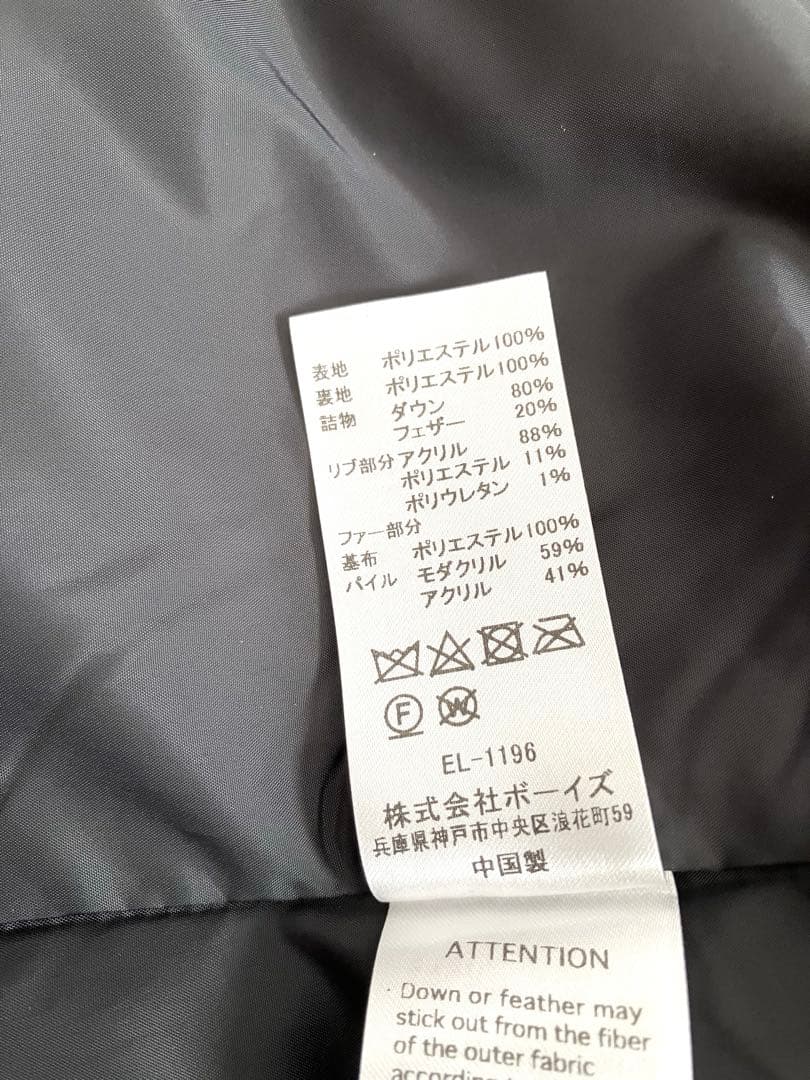 表地 ポリエステル100%
裏地 ポリエステル100%
詰物 ダウン 80%
フェザー 20%
リブ部分 アクリル 88%
ポリエステル 11%
ポリウレタン 1%
ファー部分
基布 ポリエステル100%
パイル モダクリル 59%
アクリル 41%
F W
EL-1196
株式会社ボーイズ
兵庫県神戸市中央区浪花町59
中国製
ATTENTION
· Down or feather may
stick out from the fiber
of the outer fabric
according